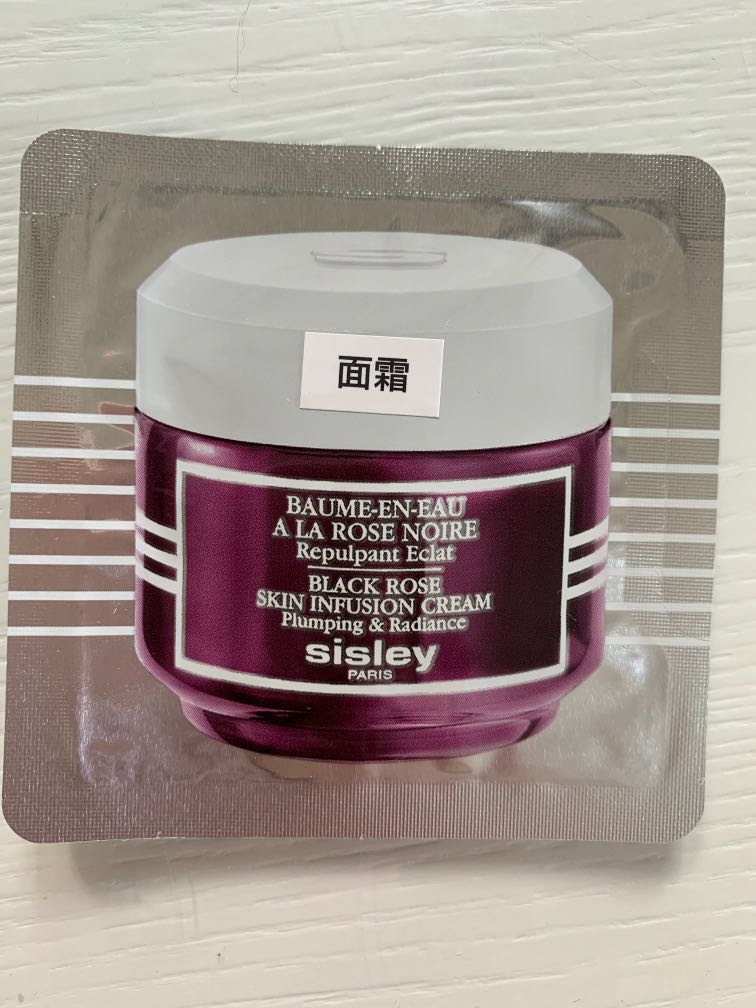 面霜
BAUME-EN-EAU
A LA ROSE NOIRE
Repulpant Eclat
BLACK ROSE
SKIN INFUSION CREAM
Plumping & Radiance
sisley
PARIS